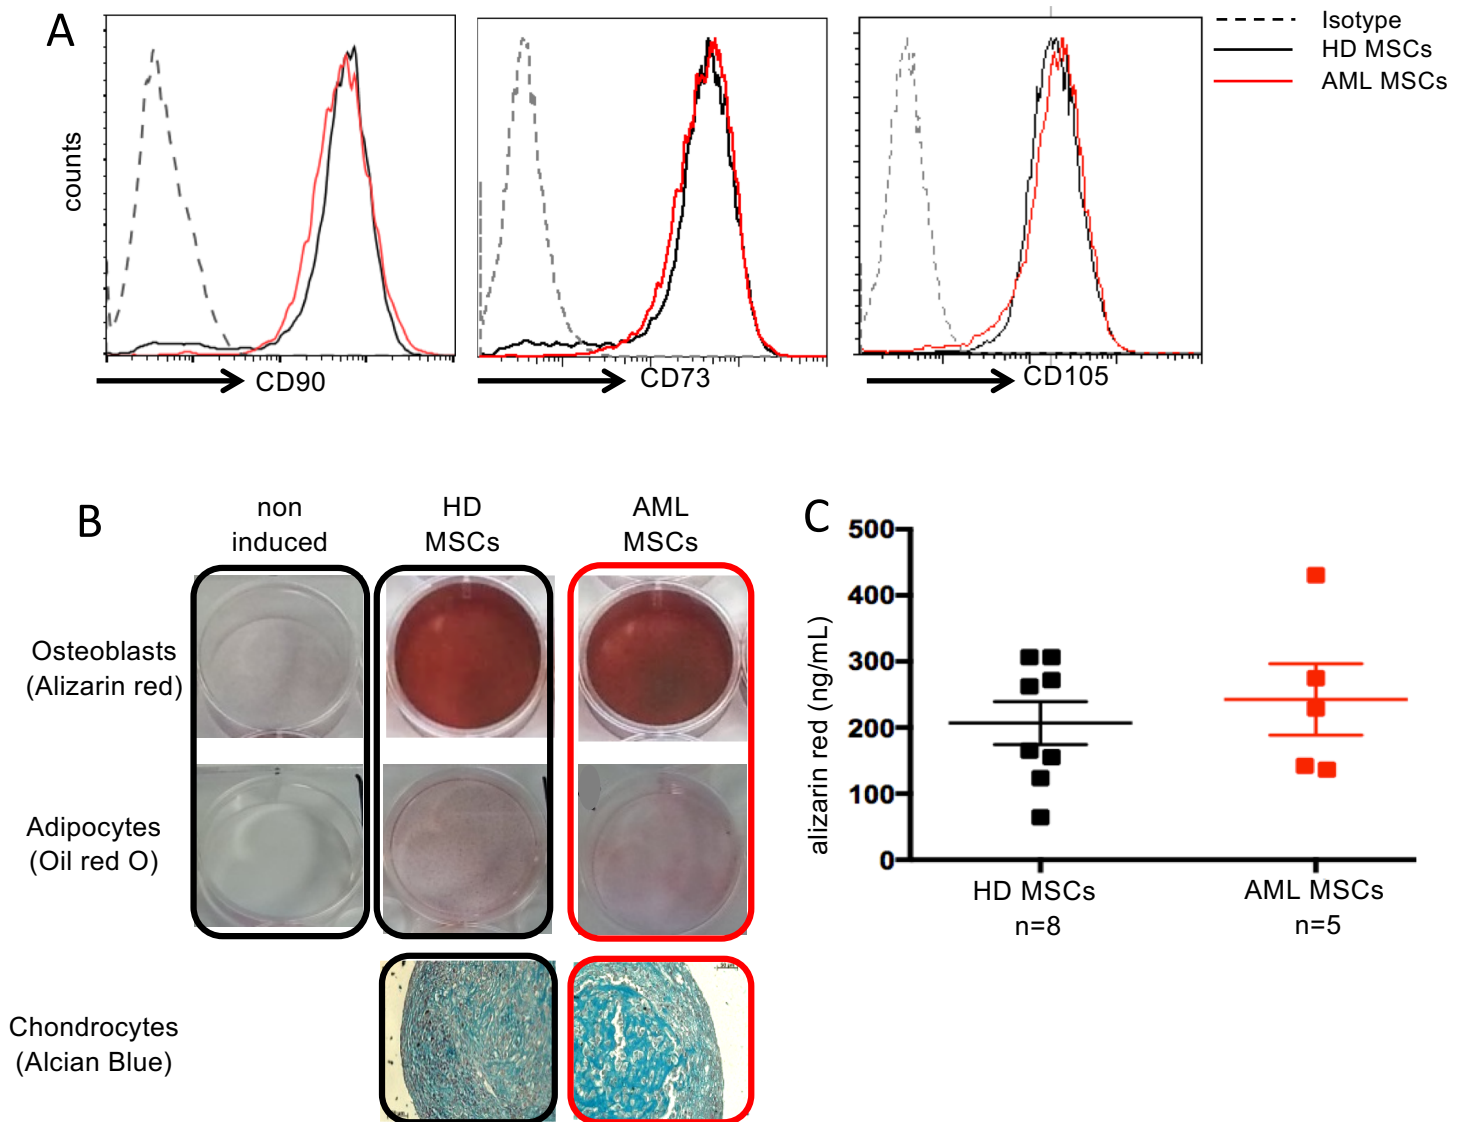 A
Isotype
HD MSCs
AML MSCs
counts
CD90
CD73
CD105
B
non
induced
HD
MSCs
AML
MSCs
Osteoblasts
(Alizarin red)
Adipocytes
(Oil red O)
Chondrocytes
(Alcian Blue)
C
alizarin red (ng/mL)
500
400
300
200
100
0
HD MSCs
n=8
AML MSCs
n=5